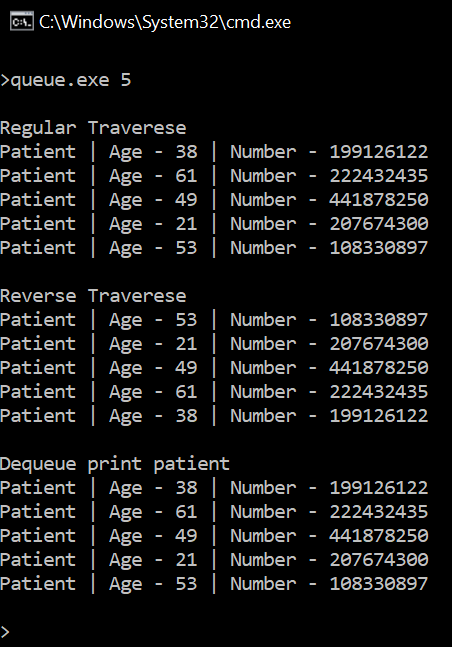 C:\Windows\System32\cmd.exe
>queue.exe 5
Regular Traverese
Patient | Age - 38 | Number - 199126122
Patient | Age - 61 | Number - 222432435
Patient | Age - 49 | Number - 441878250
Patient | Age - 21 | Number - 207674300
Patient | Age - 53 | Number - 108330897
Reverse Traverese
Patient | Age - 53 | Number - 108330897
Patient | Age - 21 | Number - 207674300
Patient | Age - 49 | Number - 441878250
Patient | Age - 61 | Number - 222432435
Patient | Age - 38 | Number - 199126122
Dequeue print patient
Patient | Age - 38 | Number - 199126122
Patient | Age - 61 | Number - 222432435
Patient | Age - 49 | Number - 441878250
Patient | Age - 21 | Number - 207674300
Patient | Age - 53 | Number - 108330897
>